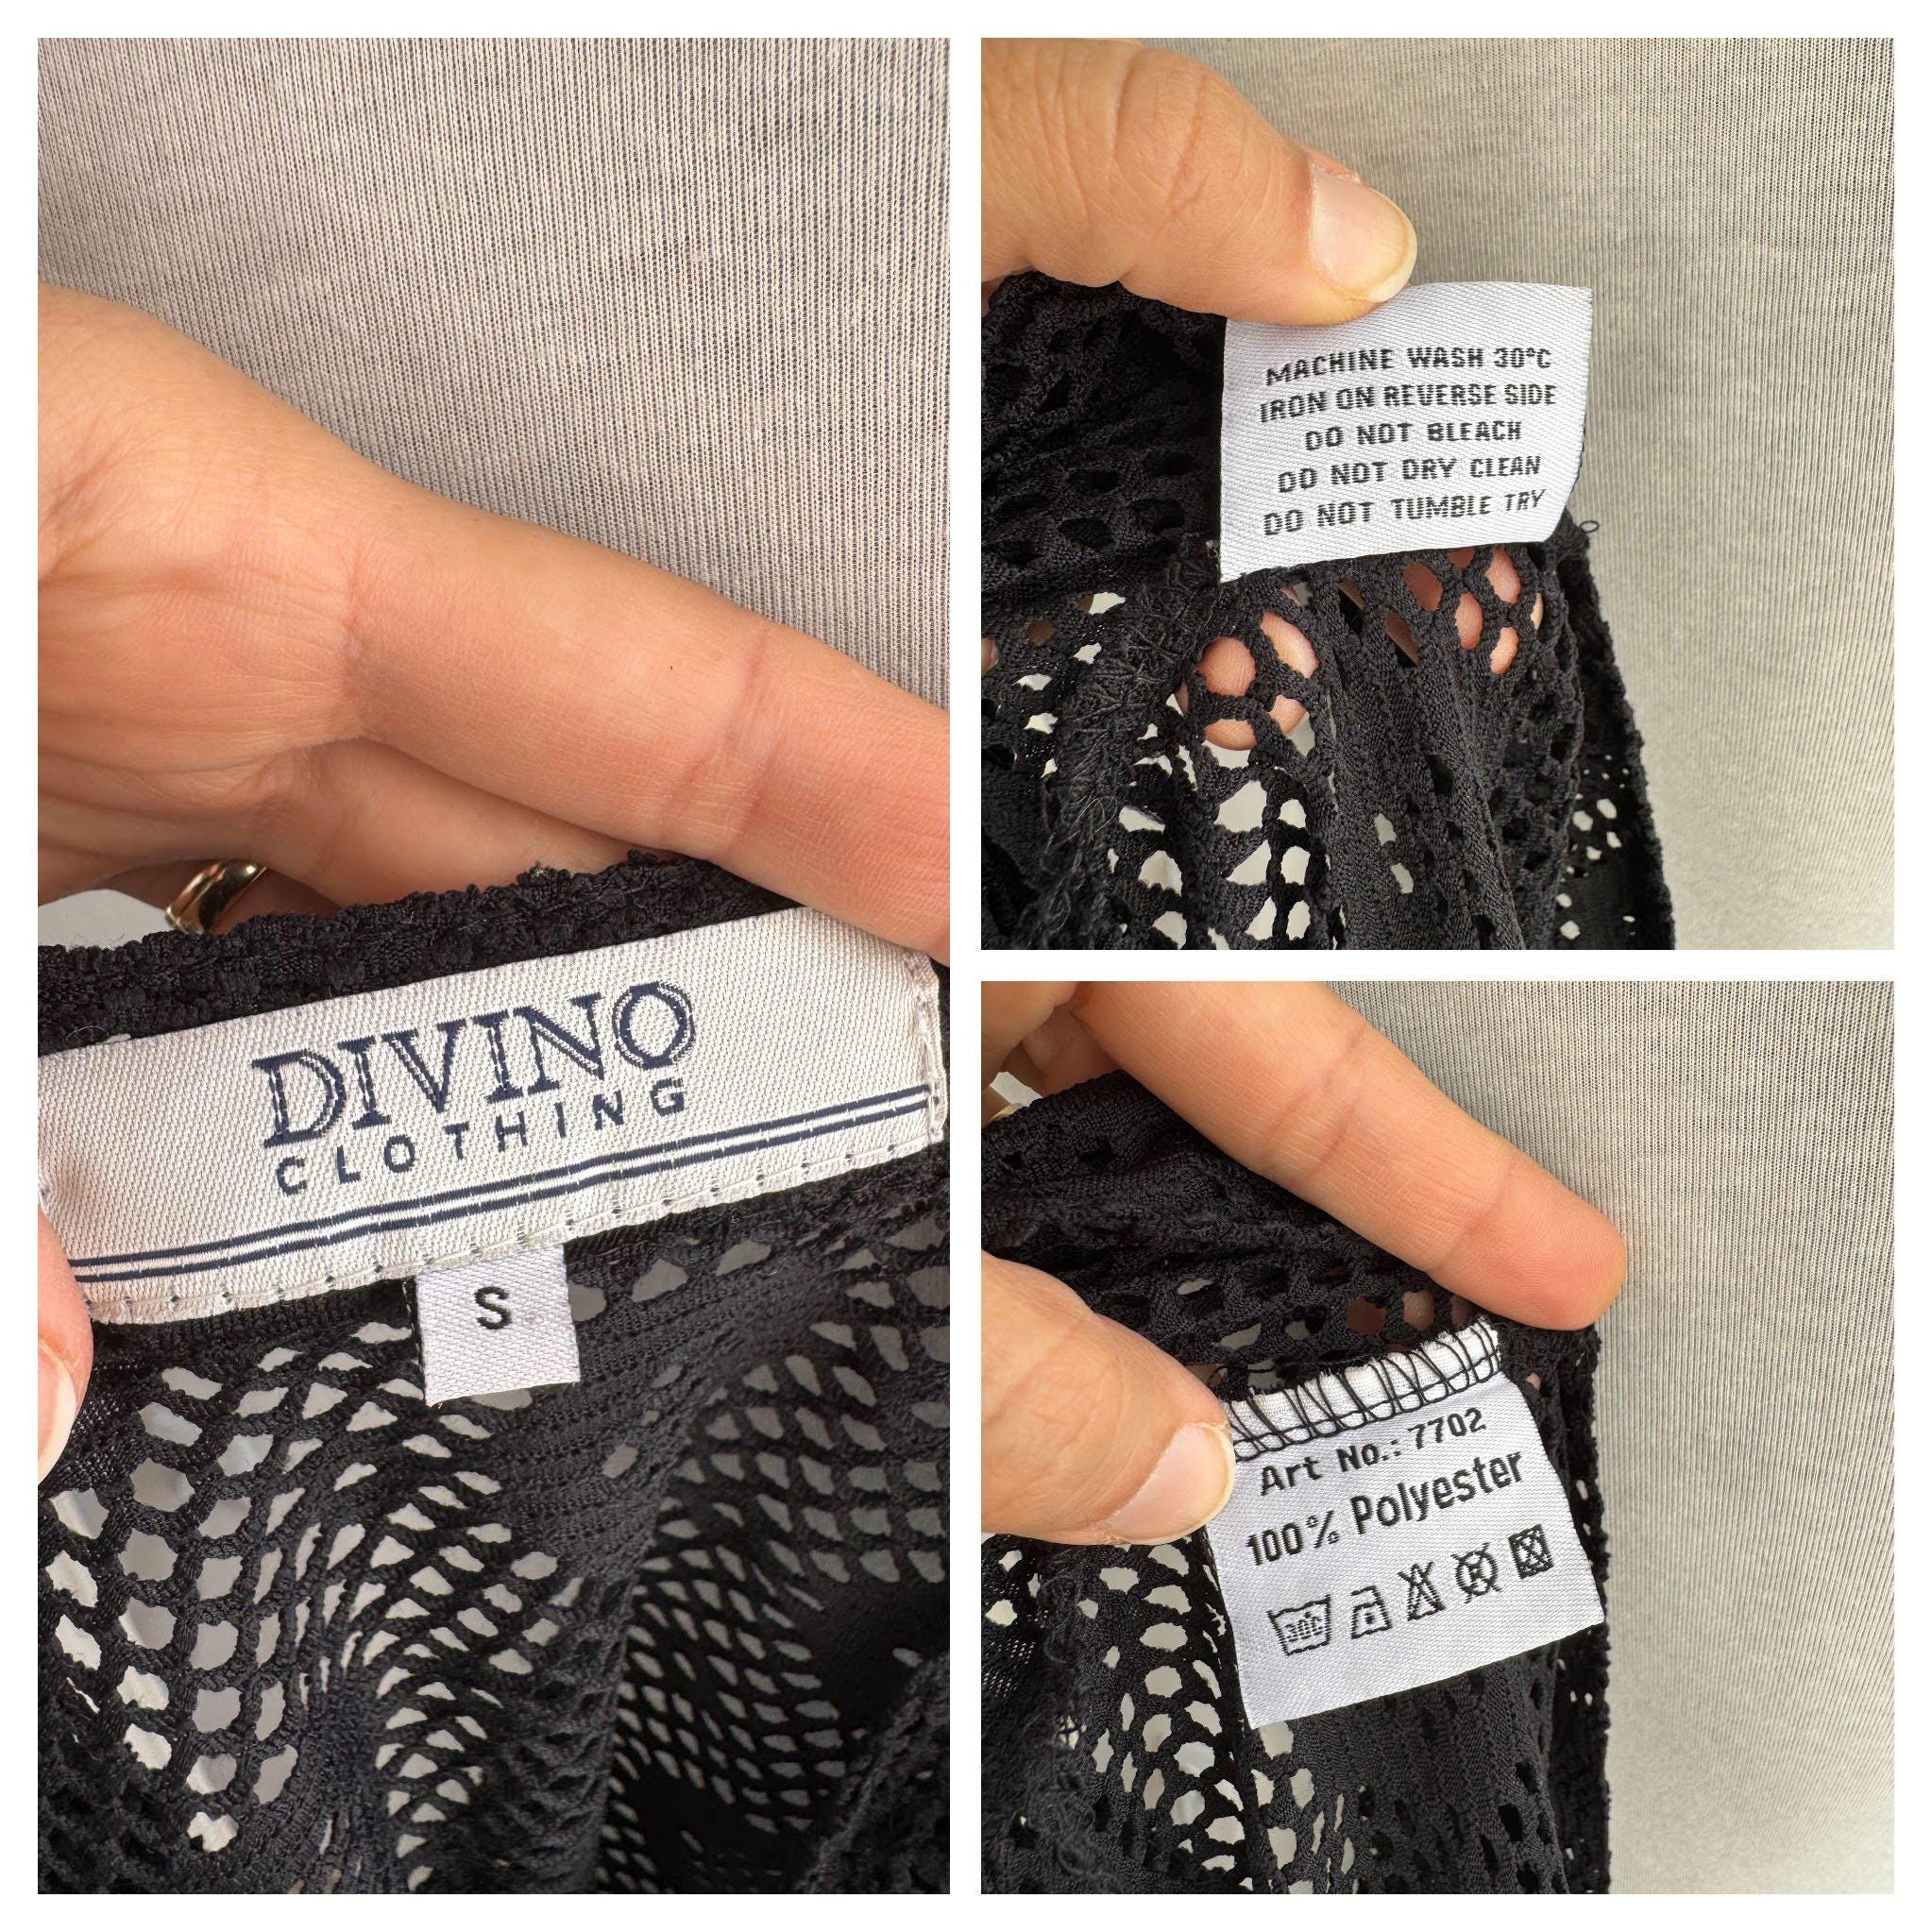 DIVINO
CLOTHING
S
MACHINE WASH 30°C
IRON ON REVERSE SIDE
DO NOT BLEACH
DO NOT DRY CLEAN
DO NOT TUMBLE TRY
Art No.: 7702
100% Polyester
30C